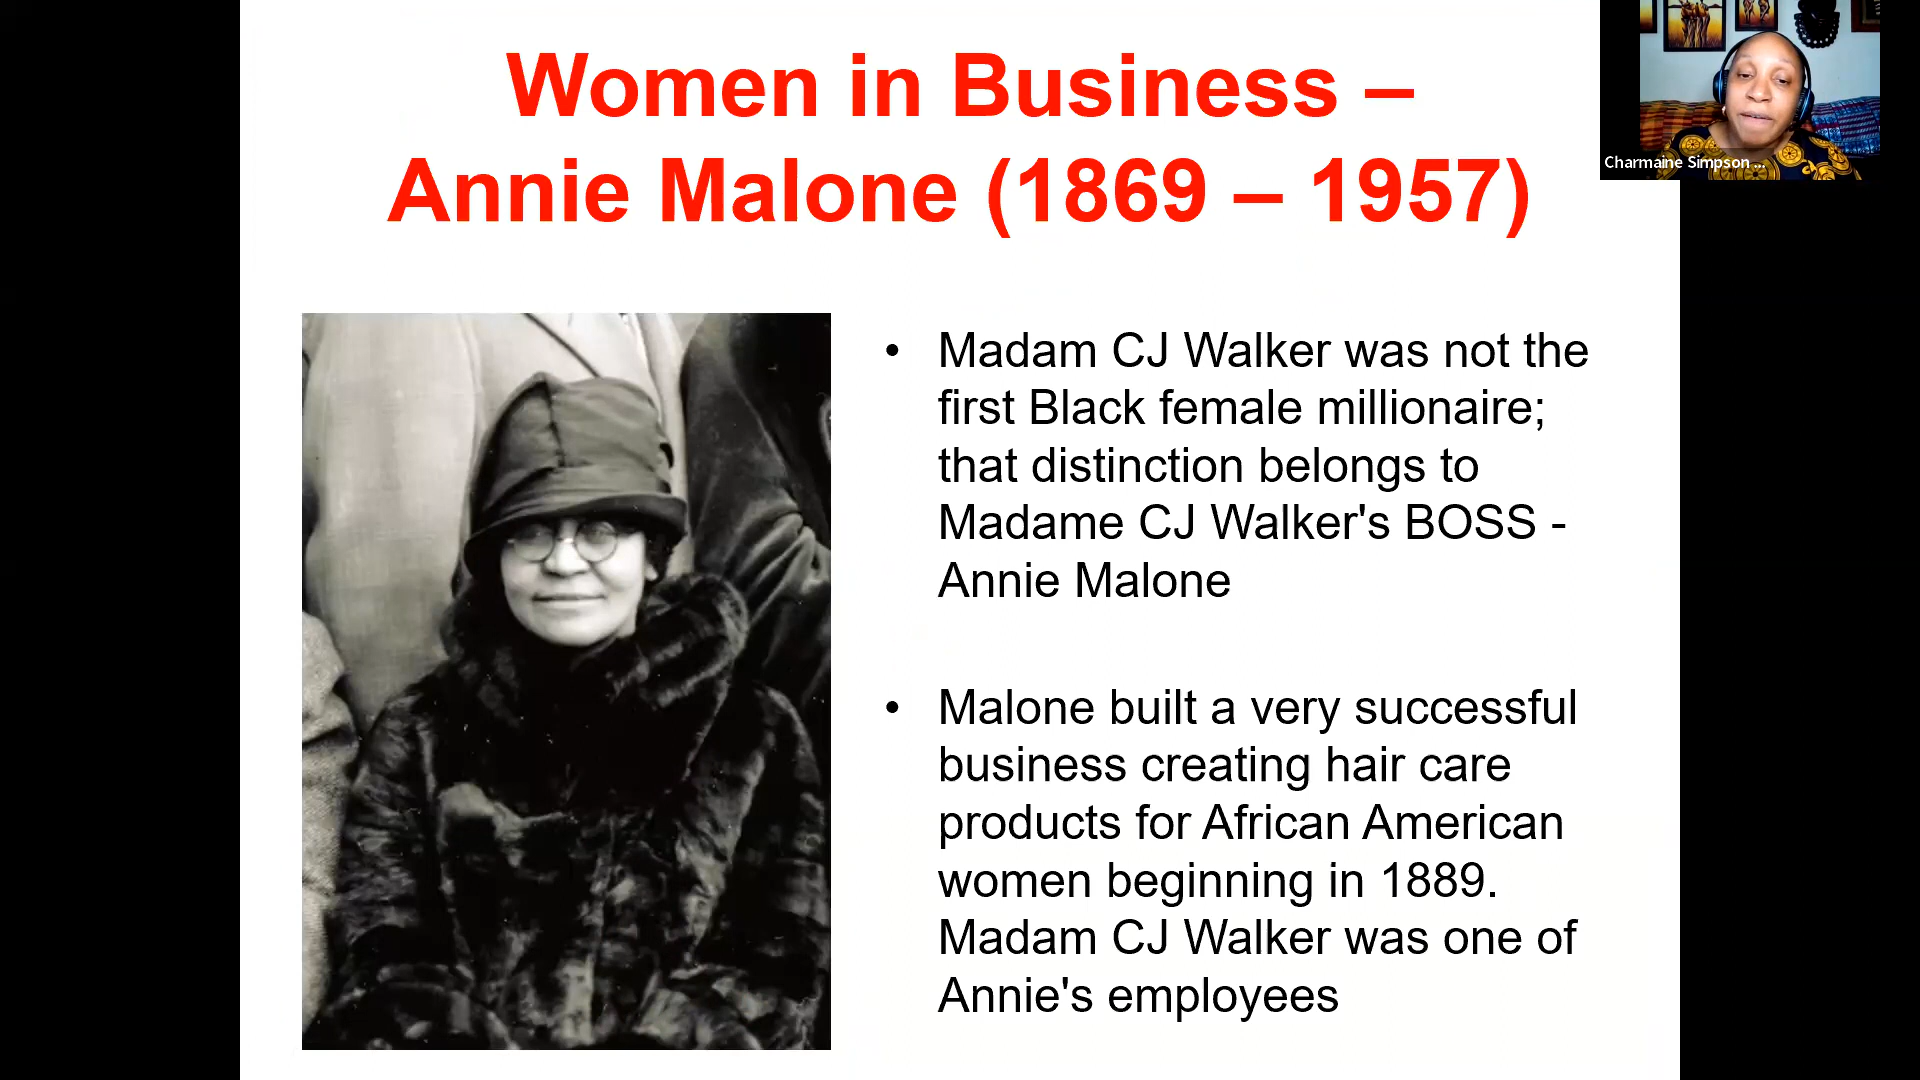 Women in Business –
Annie Malone (1869 – 1957)
Charmaine Simpson ...
• Madam CJ Walker was not the
first Black female millionaire;
that distinction belongs to
Madame CJ Walker's BOSS -
Annie Malone
• Malone built a very successful
business creating hair care
products for African American
women beginning in 1889.
Madam CJ Walker was one of
Annie's employees